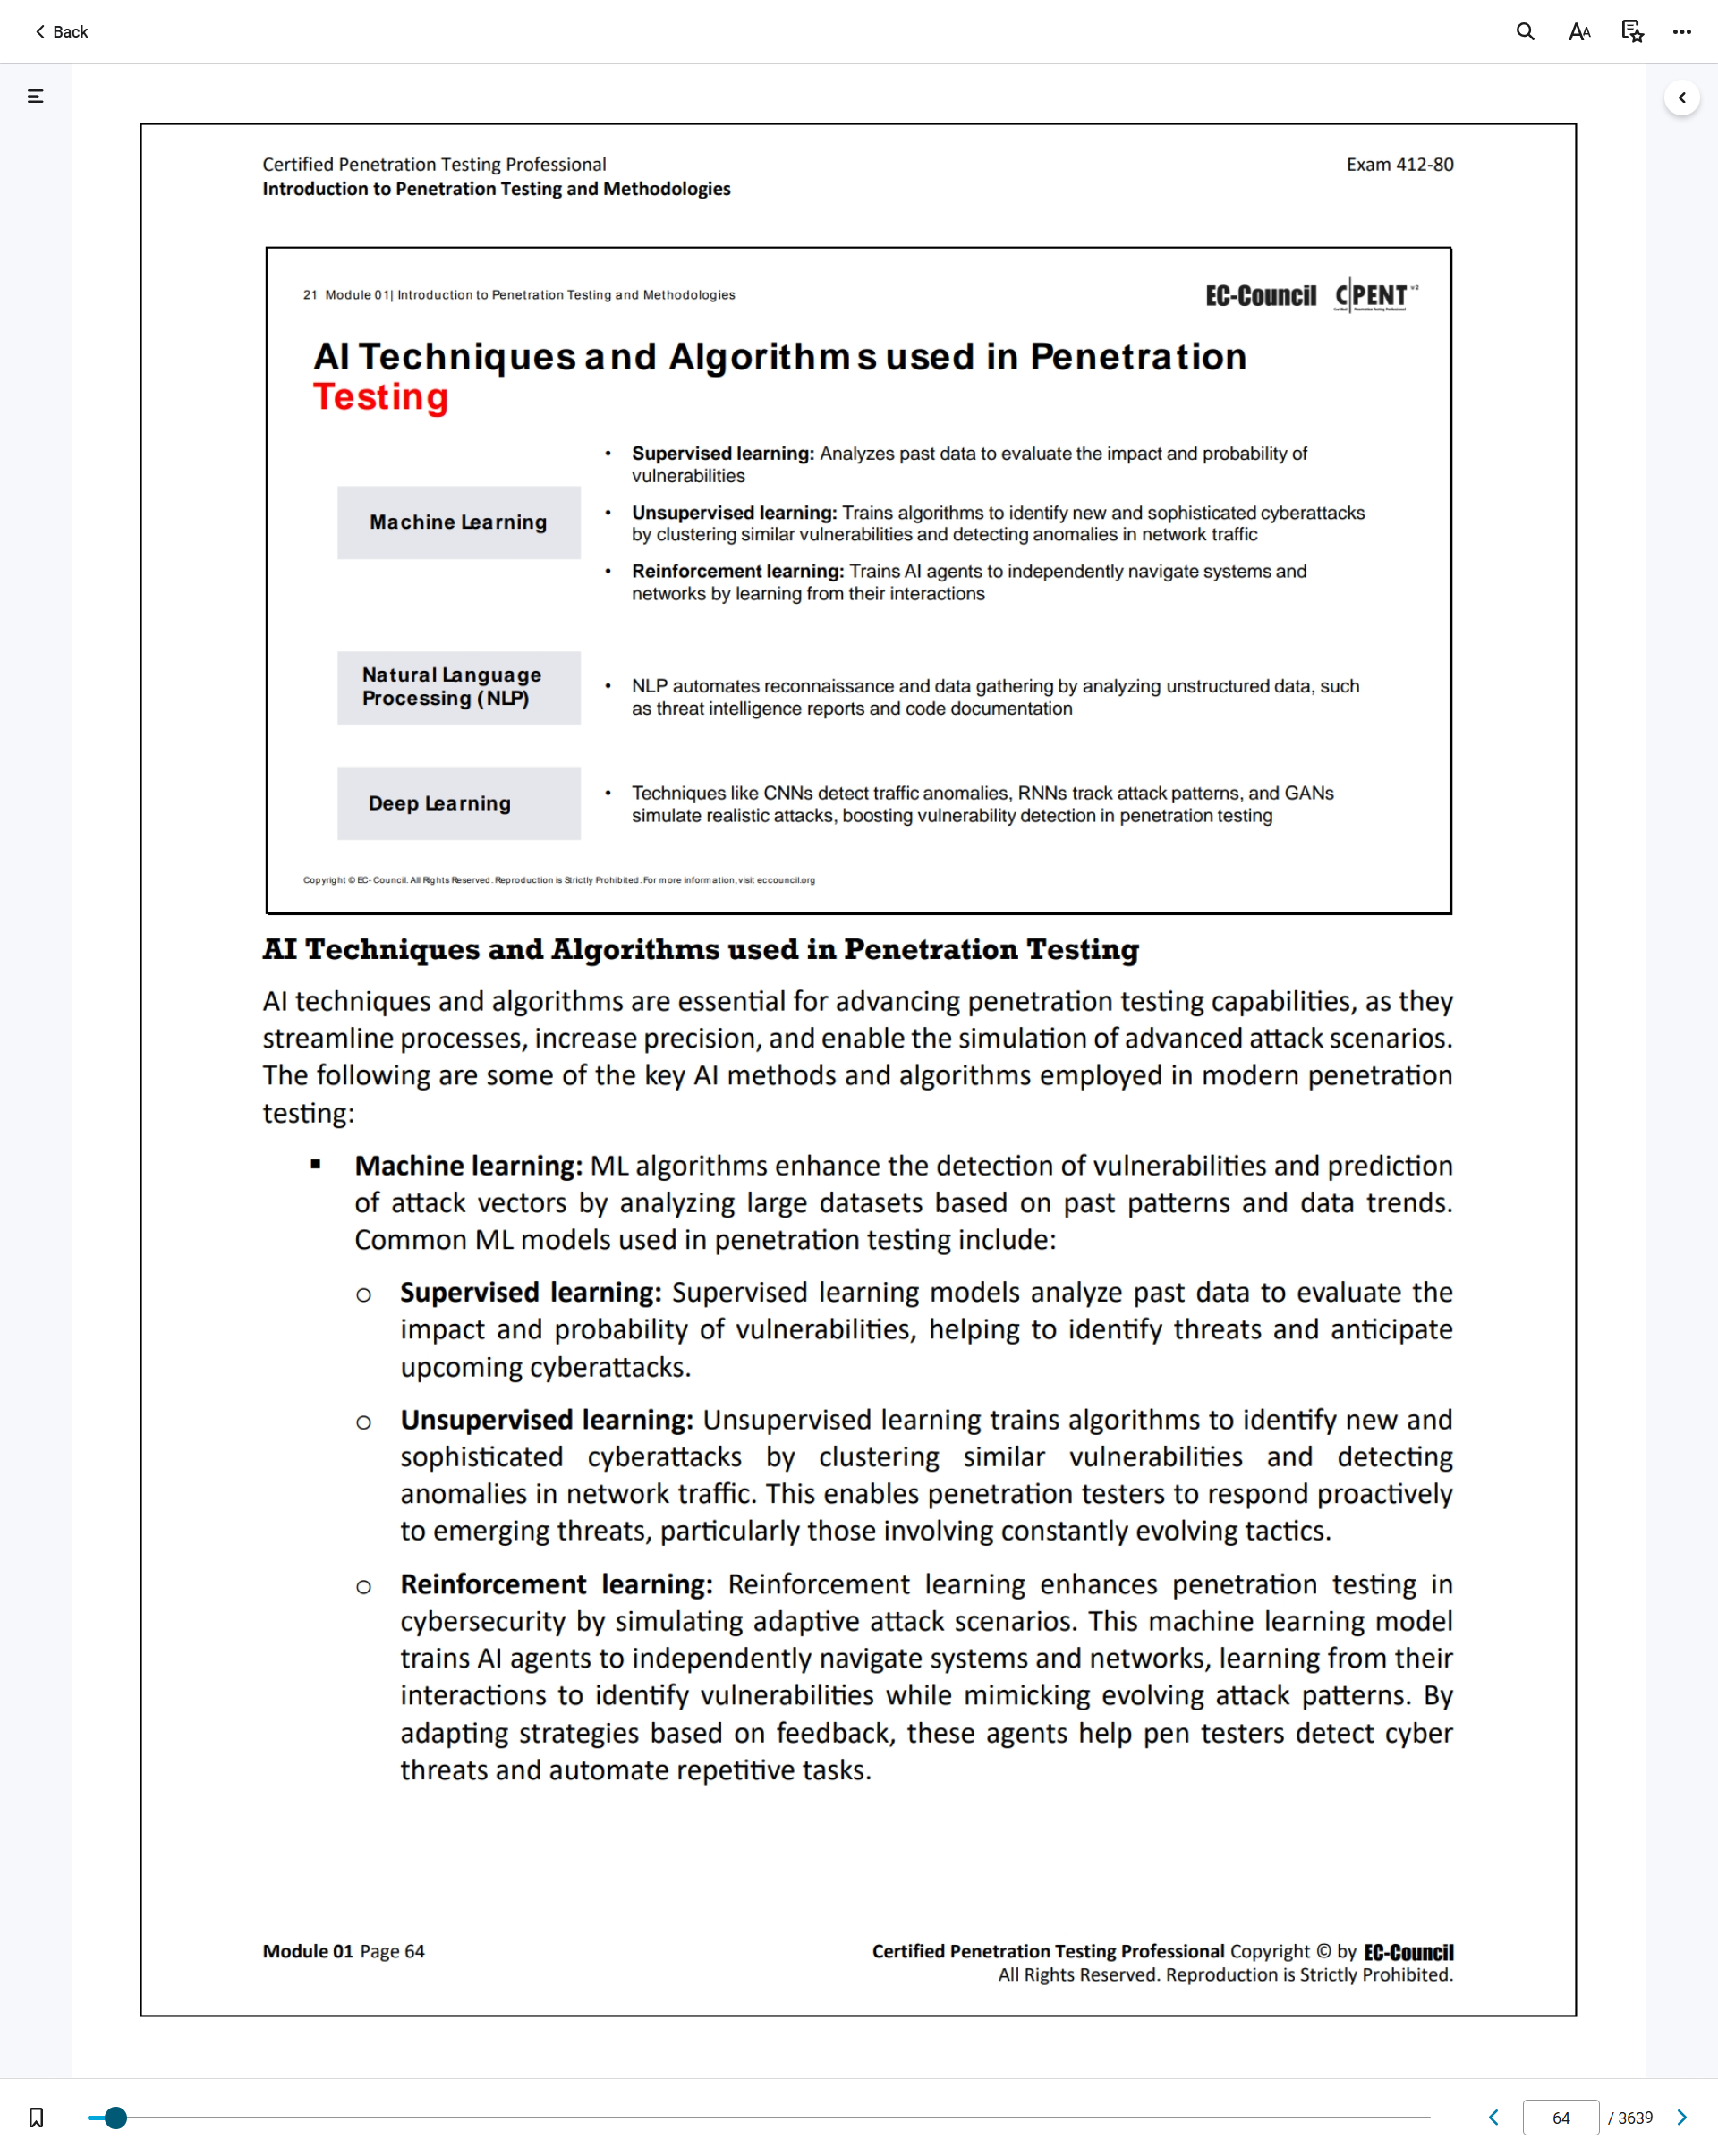 Back
Certified Penetration Testing Professional
Exam 412-80
Introduction to Penetration Testing and Methodologies
21 Module 01| Introduction to Penetration Testing and Methodologies
EC-Council C|PENT v2
AI Techniques and Algorithms used in Penetration
Testing
• Supervised learning: Analyzes past data to evaluate the impact and probability of
vulnerabilities
Machine Learning
• Unsupervised learning: Trains algorithms to identify new and sophisticated cyberattacks
by clustering similar vulnerabilities and detecting anomalies in network traffic
• Reinforcement learning: Trains AI agents to independently navigate systems and
networks by learning from their interactions
Natural Language
Processing (NLP)
• NLP automates reconnaissance and data gathering by analyzing unstructured data, such
as threat intelligence reports and code documentation
Deep Learning
• Techniques like CNNs detect traffic anomalies, RNNs track attack patterns, and GANs
simulate realistic attacks, boosting vulnerability detection in penetration testing
Copyright © EC-Council. All Rights Reserved. Reproduction is Strictly Prohibited. For more information, visit eccouncil.org
AI Techniques and Algorithms used in Penetration Testing
AI techniques and algorithms are essential for advancing penetration testing capabilities, as they
streamline processes, increase precision, and enable the simulation of advanced attack scenarios.
The following are some of the key AI methods and algorithms employed in modern penetration
testing:
▪ Machine learning: ML algorithms enhance the detection of vulnerabilities and prediction
of attack vectors by analyzing large datasets based on past patterns and data trends.
Common ML models used in penetration testing include:
o Supervised learning: Supervised learning models analyze past data to evaluate the
impact and probability of vulnerabilities, helping to identify threats and anticipate
upcoming cyberattacks.
o Unsupervised learning: Unsupervised learning trains algorithms to identify new and
sophisticated cyberattacks by clustering similar vulnerabilities and detecting
anomalies in network traffic. This enables penetration testers to respond proactively
to emerging threats, particularly those involving constantly evolving tactics.
o Reinforcement learning: Reinforcement learning enhances penetration testing in
cybersecurity by simulating adaptive attack scenarios. This machine learning model
trains AI agents to independently navigate systems and networks, learning from their
interactions to identify vulnerabilities while mimicking evolving attack patterns. By
adapting strategies based on feedback, these agents help pen testers detect cyber
threats and automate repetitive tasks.
Module 01 Page 64
Certified Penetration Testing Professional Copyright © by EC-Council
All Rights Reserved. Reproduction is Strictly Prohibited.
64 / 3639